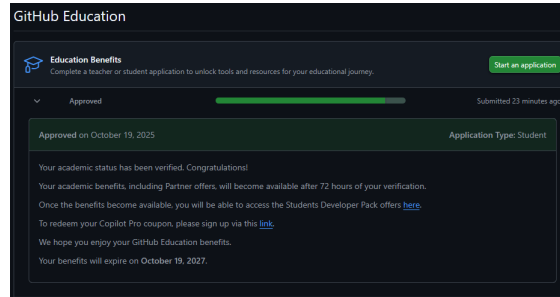 GitHub Education
Education Benefits
Complete a teacher or student application to unlock tools and resources for your educational journey.
Start an application
Approved
Submitted 23 minutes ago
Approved on October 19, 2025
Application Type: Student
Your academic status has been verified. Congratulations!
Your academic benefits, including Partner offers, will become available after 72 hours of your verification.
Once the benefits become available, you will be able to access the Students Developer Pack offers here.
To redeem your Copilot Pro coupon, please sign up via this link.
We hope you enjoy your GitHub Education benefits.
Your benefits will expire on October 19, 2027.